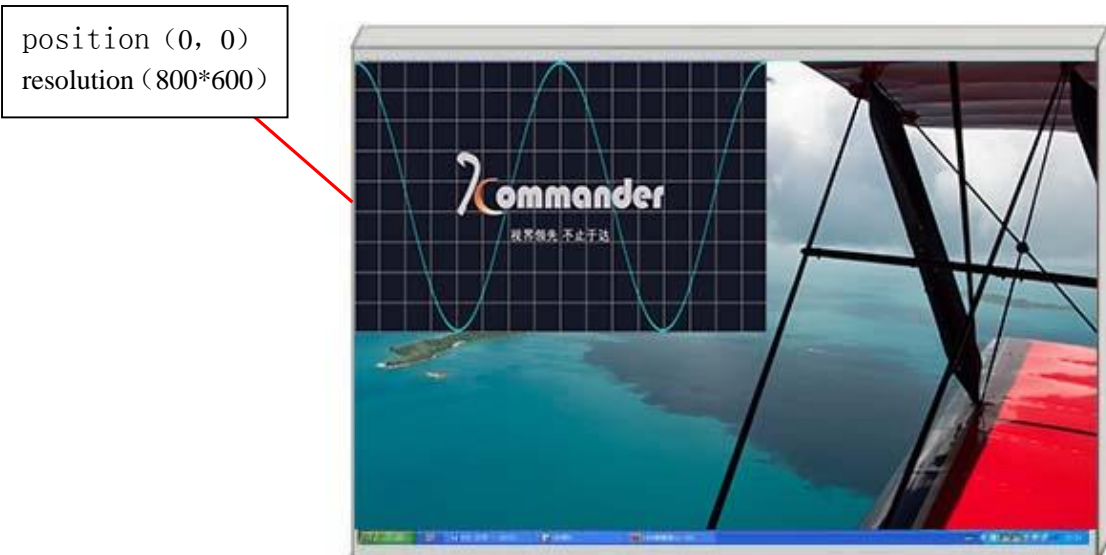 position（0，0）
resolution（800*600）
Commander
视界领先 不止于达